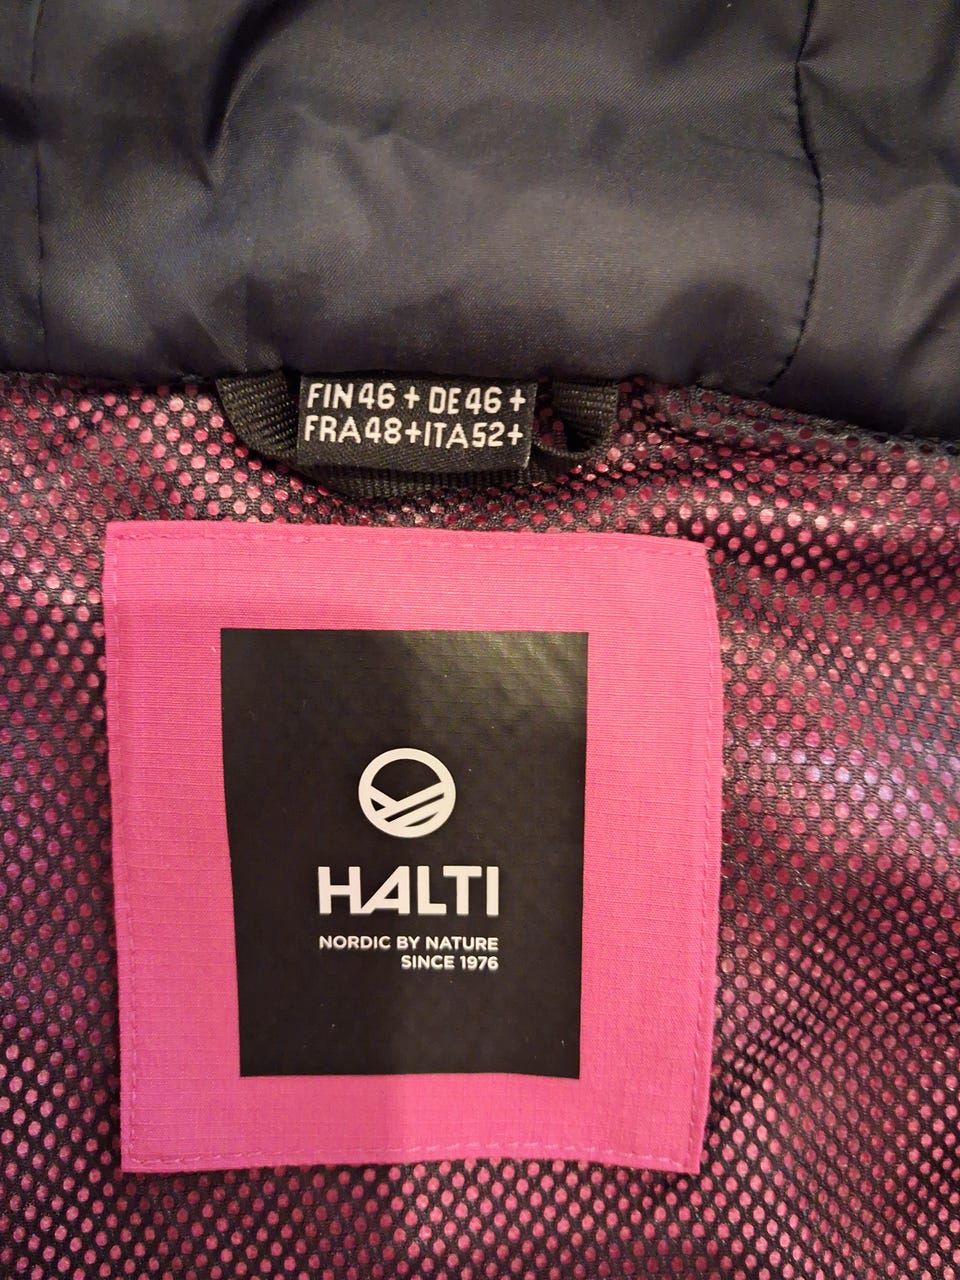 FIN46+ DE46+
FRA48+ITA52+
HALTI
NORDIC BY NATURE
SINCE 1976